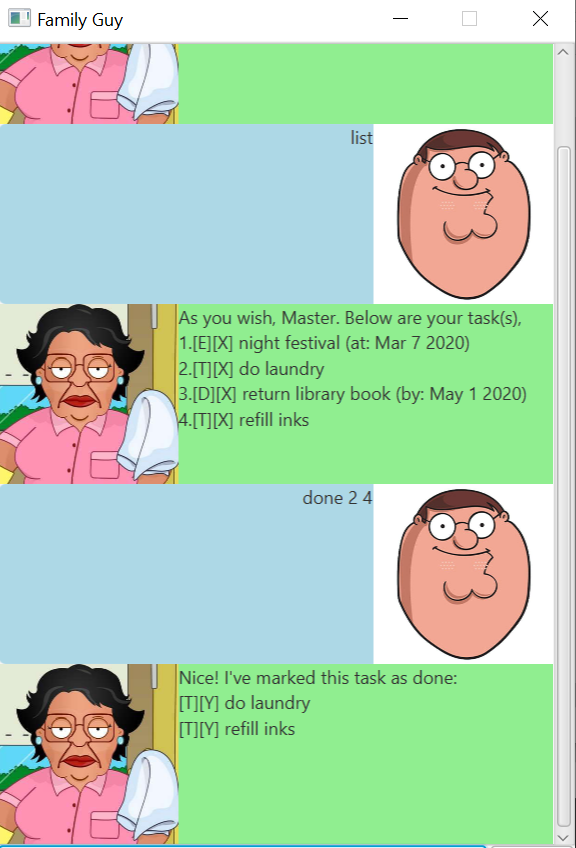 Family Guy
list
As you wish, Master. Below are your task(s),
1.[E][X] night festival (at: Mar 7 2020)
2.[T][X] do laundry
3.[D][X] return library book (by: May 1 2020)
4.[T][X] refill inks
done 2 4
Nice! I've marked this task as done:
[T][Y] do laundry
[T][Y] refill inks